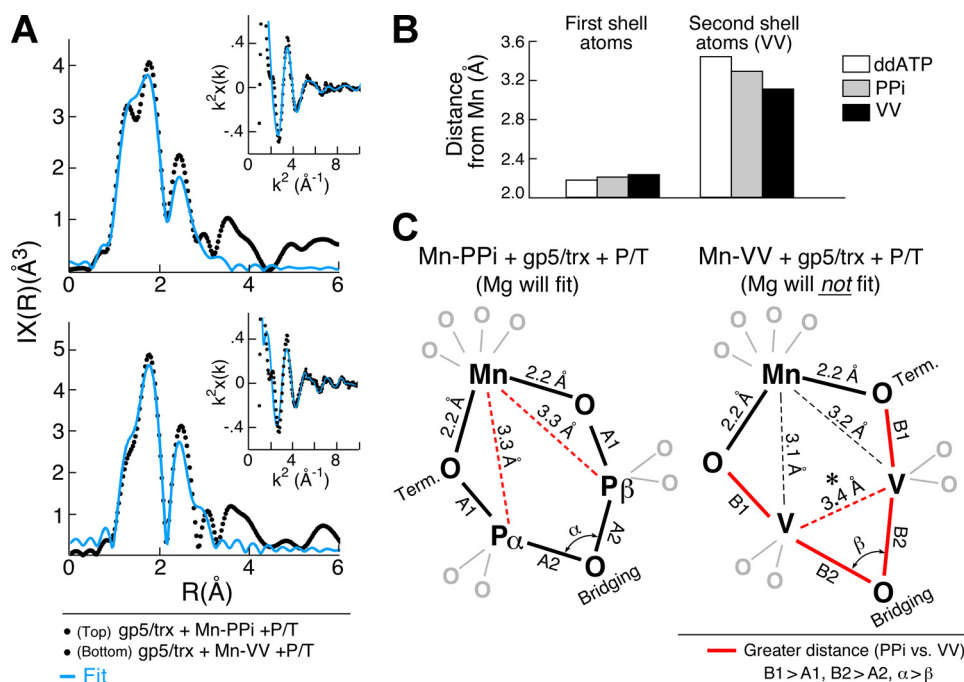 A
4
3
2
1
0
.4
0
-.4
k²x(k)
0 4 8
k² (Å⁻¹)
0 2 4 6
IX(R)(Å³)
5
4
3
2
1
0
.4
0
-.4
k²x(k)
0 4 8
k² (Å⁻¹)
0 2 4 6
R(Å)
• (Top) gp5/trx + Mn-PPi +P/T
• (Bottom) gp5/trx + Mn-VV +P/T
Fit
B
First shell
atoms
Second shell
atoms (VV)
3.6
3.2
2.8
2.4
2.0
Distance
from Mn (Å)
ddATP
PPi
VV
C
Mn-PPi + gp5/trx + P/T
(Mg will fit)
O O O O
Mn
2.2 Å
2.2 Å
O
3.3 Å
3.3 Å
A1
O
Term.
A1
Pβ
O
O
Pα
α
A2
A2
O
Bridging
O
O
Mn-VV + gp5/trx + P/T
(Mg will not fit)
O O O O
Mn
2.2 Å
Term.
O
2.2 Å
3.2 Å
3.1 Å
B1
O
*
3.4 Å
V
O
O
B1
V
β
B2
B2
O
Bridging
O
O
Greater distance (PPi vs. VV)
B1>A1, B2>A2, α>β